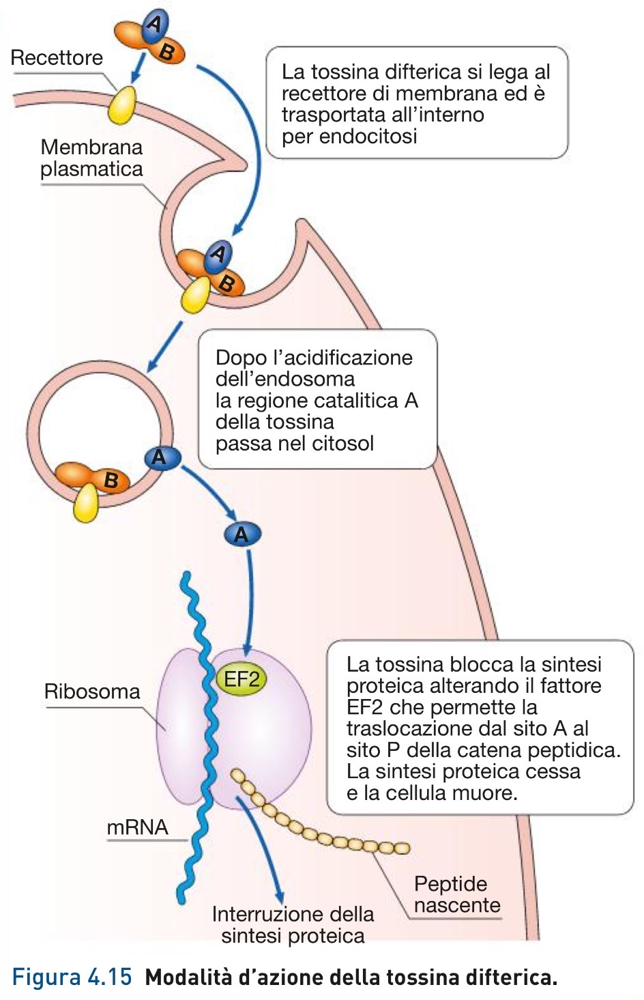 A
B
Recettore
La tossina difterica si lega al
recettore di membrana ed è
trasportata all’interno
per endocitosi
Membrana
plasmatica
A
B
Dopo l’acidificazione
dell’endosoma
la regione catalitica A
della tossina
passa nel citosol
A
B
A
EF2
Ribosoma
La tossina blocca la sintesi
proteica alterando il fattore
EF2 che permette la
traslocazione dal sito A al
sito P della catena peptidica.
La sintesi proteica cessa
e la cellula muore.
mRNA
Peptide
nascente
Interruzione della
sintesi proteica
Figura 4.15 Modalità d’azione della tossina difterica.